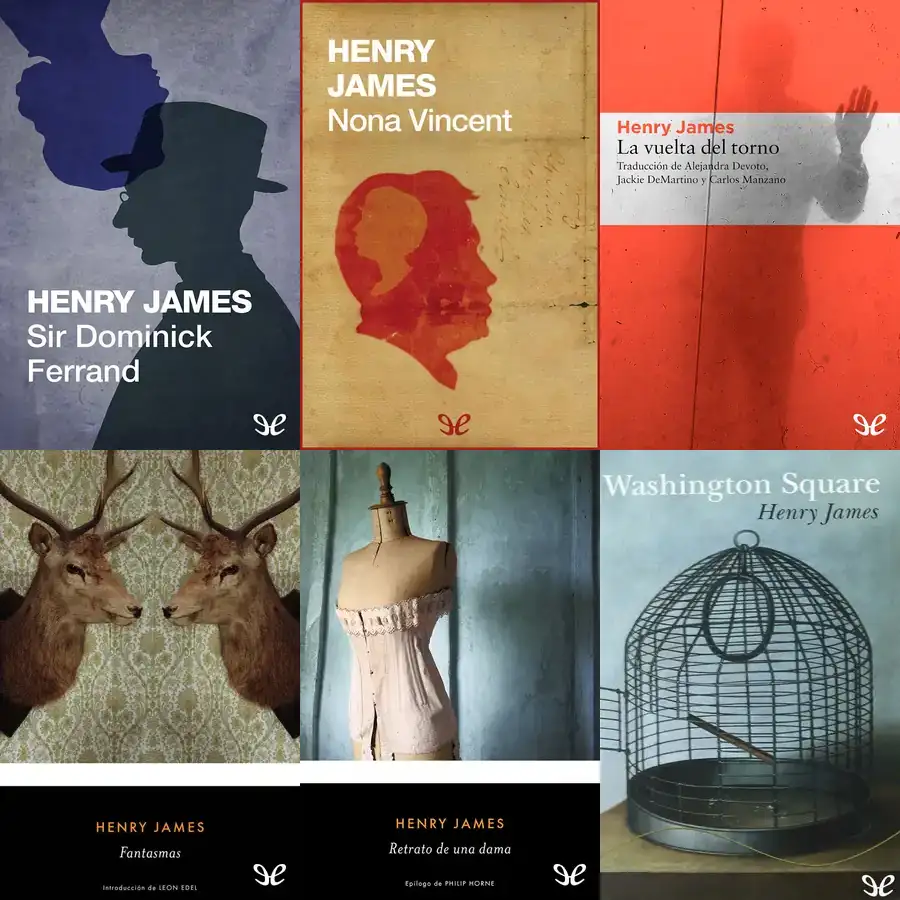 HENRY JAMES
Sir Dominick
Ferrand
HENRY
JAMES
Nona Vincent
Henry James
La vuelta del torno
Traducción de Alejandra Devoto,
Jackie DeMartino y Carlos Manzano
HENRY JAMES
Fantasmas
Introducción de LEON EDEL
HENRY JAMES
Retrato de una dama
Epílogo de PHILIP HORNE
Washington Square
Henry James